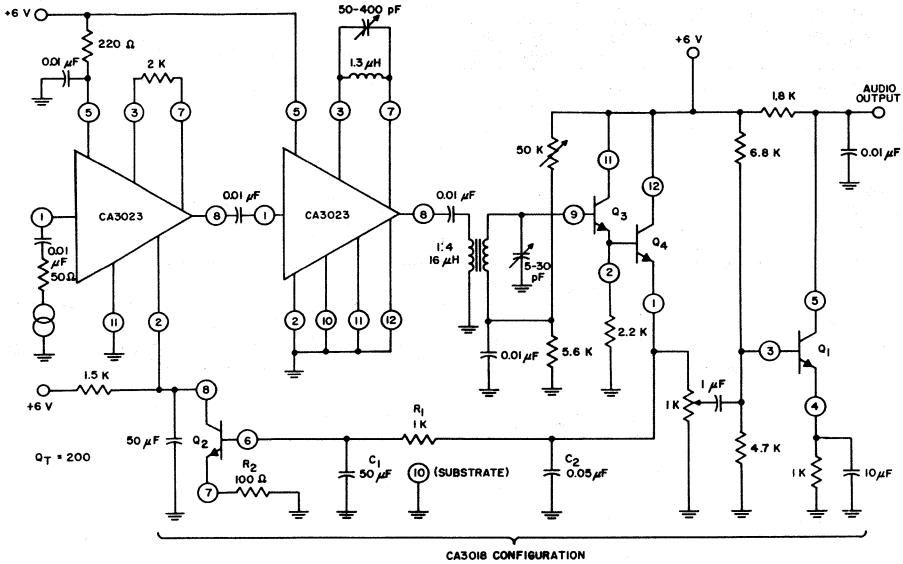 50-400 pF
+6 V
+6 V
220 Ω
0.01 µF
2 K
1.3 µH
1.8 K
AUDIO
OUTPUT
5
3
7
5
3
7
50 K
6.8 K
0.01 µF
11
12
CA3023
0.01 µF
CA3023
0.01 µF
1
8
1
8
9
Q3
Q4
0.01
µF
50Ω
1:4
16 µH
5-30
pF
2
1
5
11
2
2
10
11
12
2.2 K
0.01 µF
5.6 K
3
Q1
1.5 K
1 µF
1 K
4
+6 V
8
R1
1 K
50 µF
Q2
6
4.7 K
QT = 200
R2
100 Ω
7
C1
50 µF
10
(SUBSTRATE)
C2
0.05µF
1 K
10µF
CA3018 CONFIGURATION